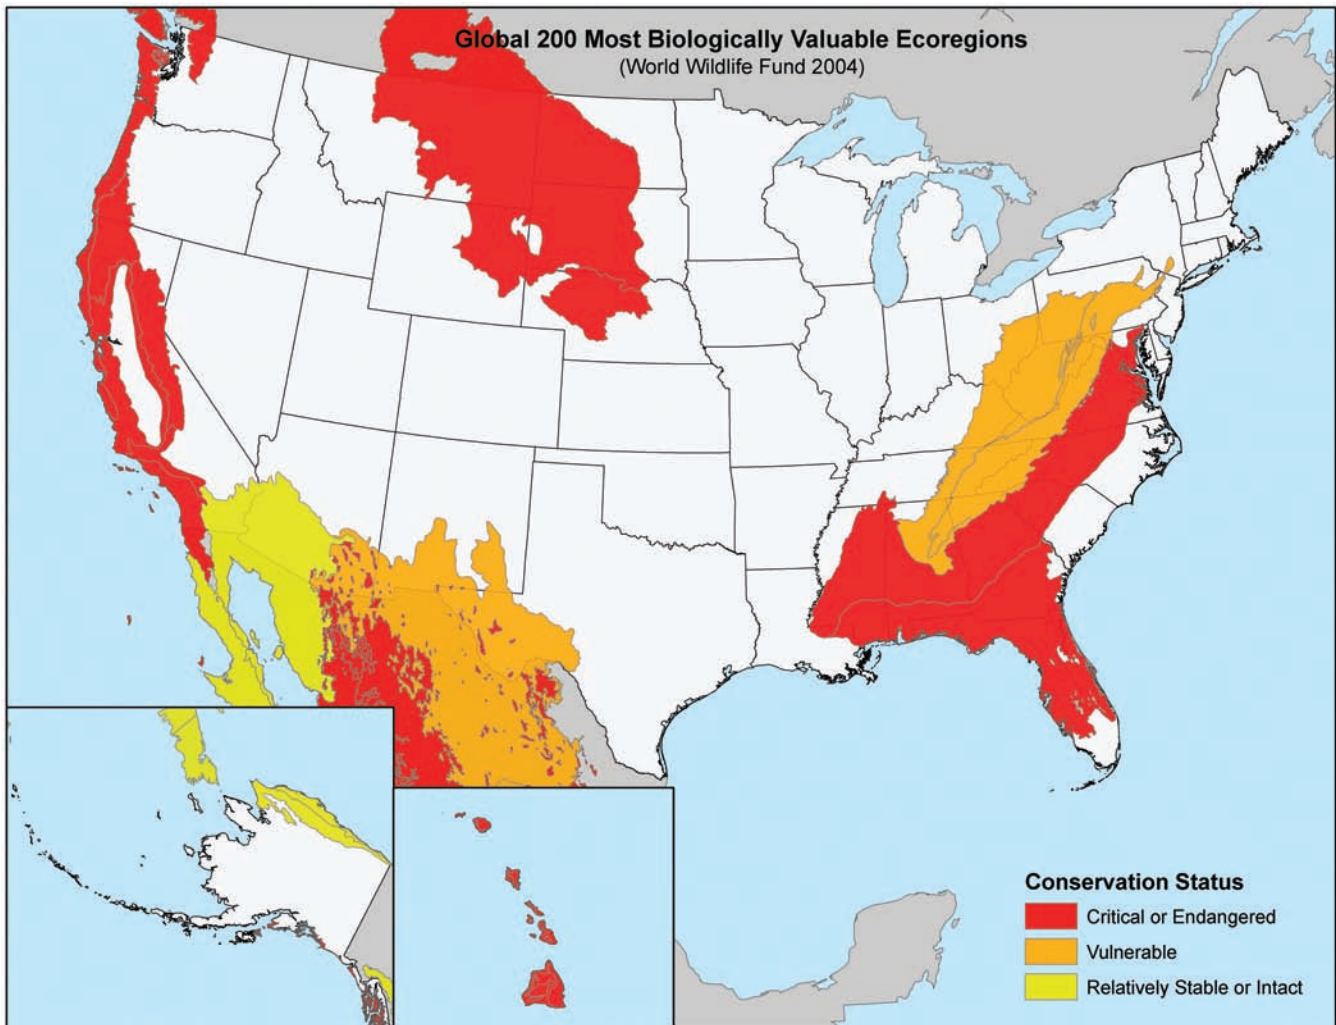 Global 200 Most Biologically Valuable Ecoregions
(World Wildlife Fund 2004)
Conservation Status
Critical or Endangered
Vulnerable
Relatively Stable or Intact